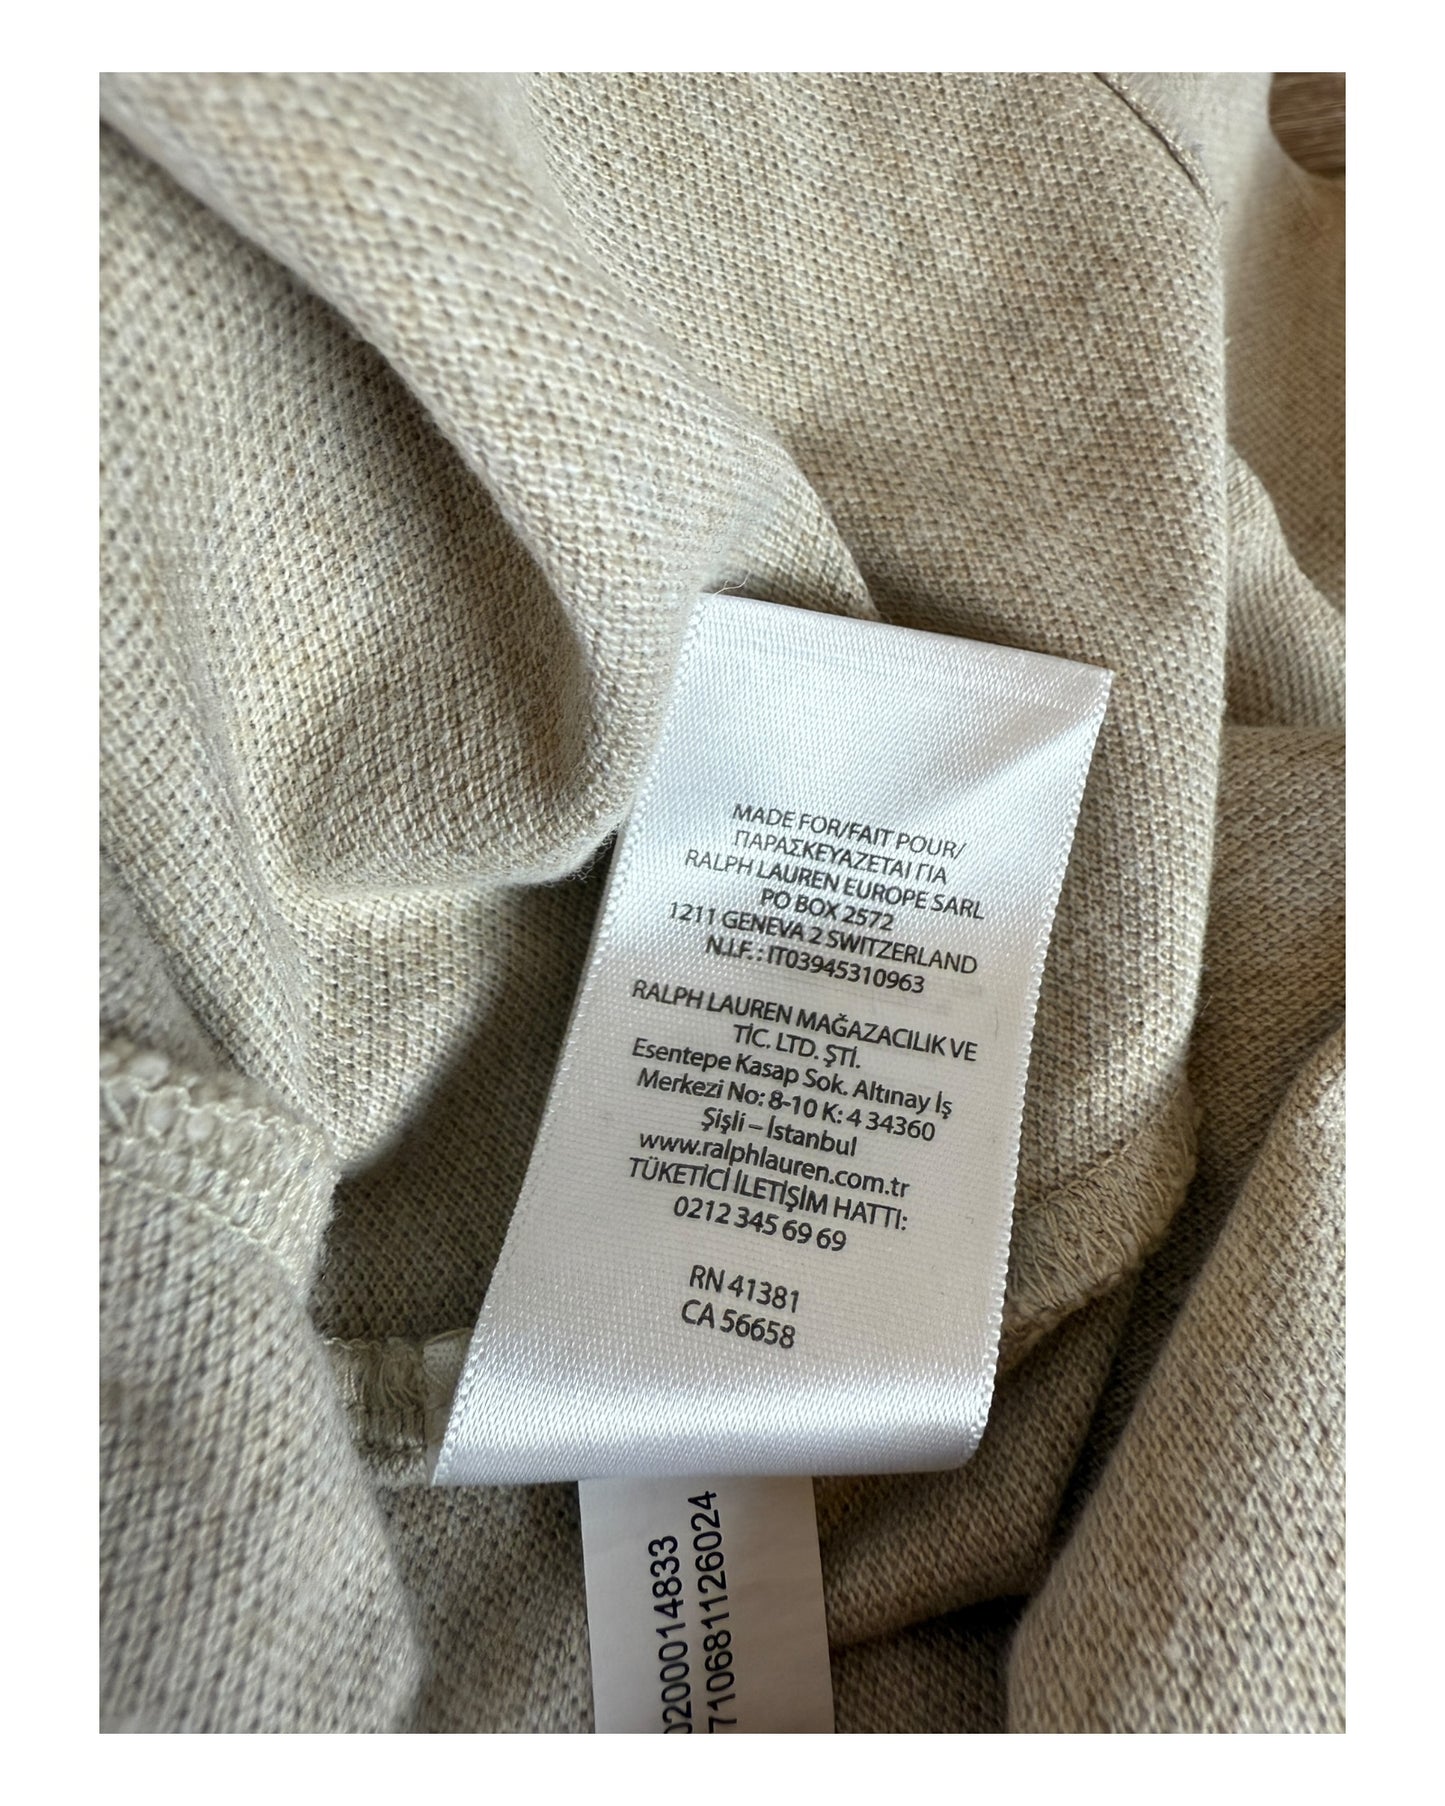 MADE FOR/FAIT POUR/
ΠΑΡΑΣΚΕΥΑΖΕΤΑΙ ΓΙΑ
RALPH LAUREN EUROPE SARL
PO BOX 2572
1211 GENEVA 2 SWITZERLAND
N.I.F. : IT03945310963
RALPH LAUREN MAĞAZACILIK VE
TİC. LTD. ŞTİ.
Esentepe Kasap Sok. Altınay İş
Merkezi No: 8-10 K: 4 34360
Şişli – İstanbul
www.ralphlauren.com.tr
TÜKETİCİ İLETİŞİM HATTI:
0212 345 69 69
RN 41381
CA 56658
0200014833
710681126024